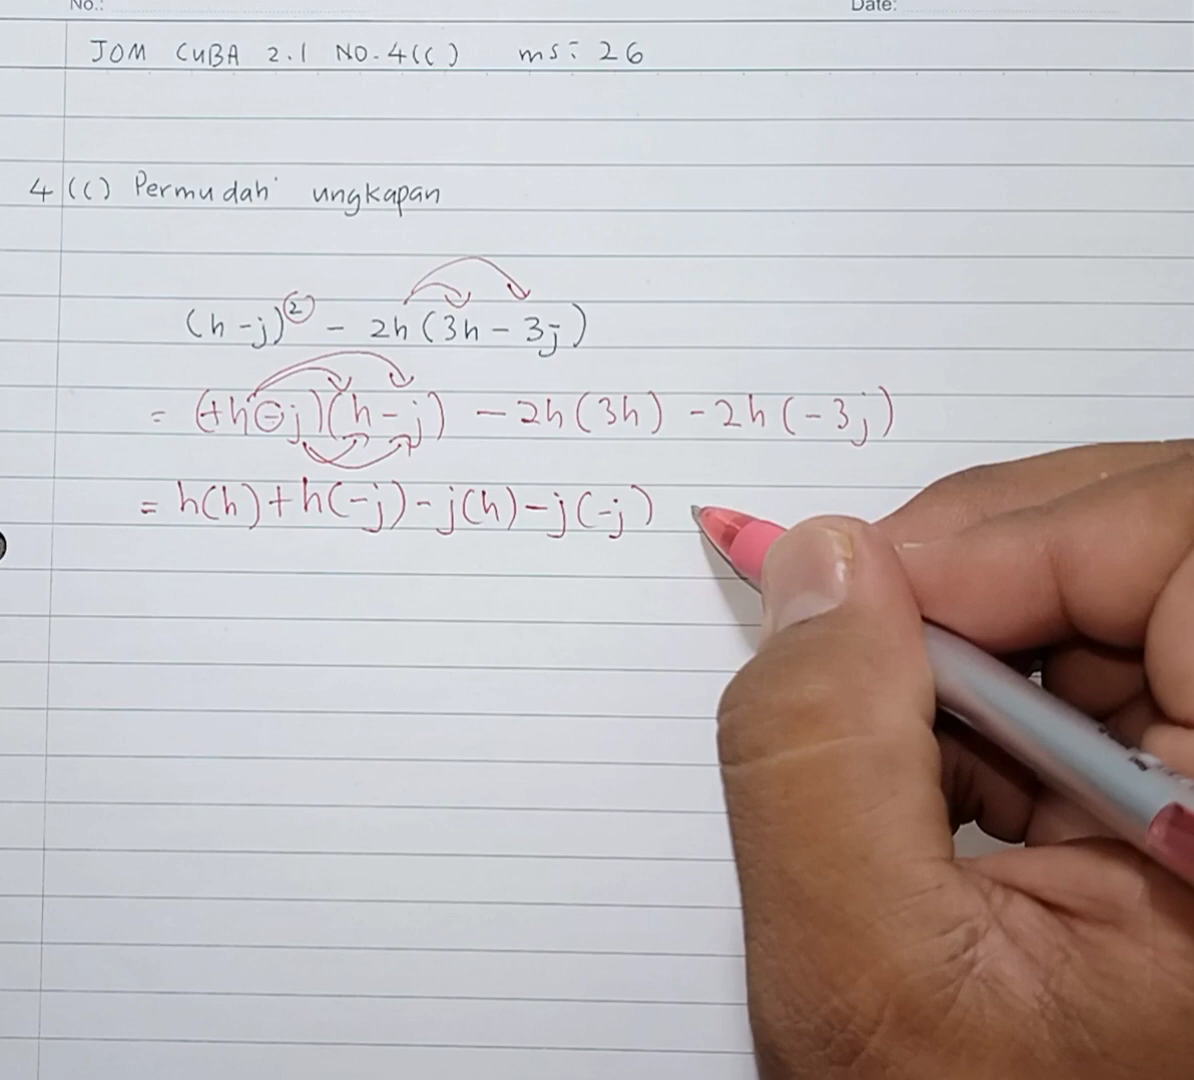 No.: Date:
JOM CUBA 2.1 NO. 4(C) ms: 26
4 (C) Permudah ungkapan
(h - j)² - 2h (3h - 3j)
= (+h - j)(h - j) - 2h (3h) - 2h (-3j)
= h(h) + h(-j) - j(h) - j(-j)